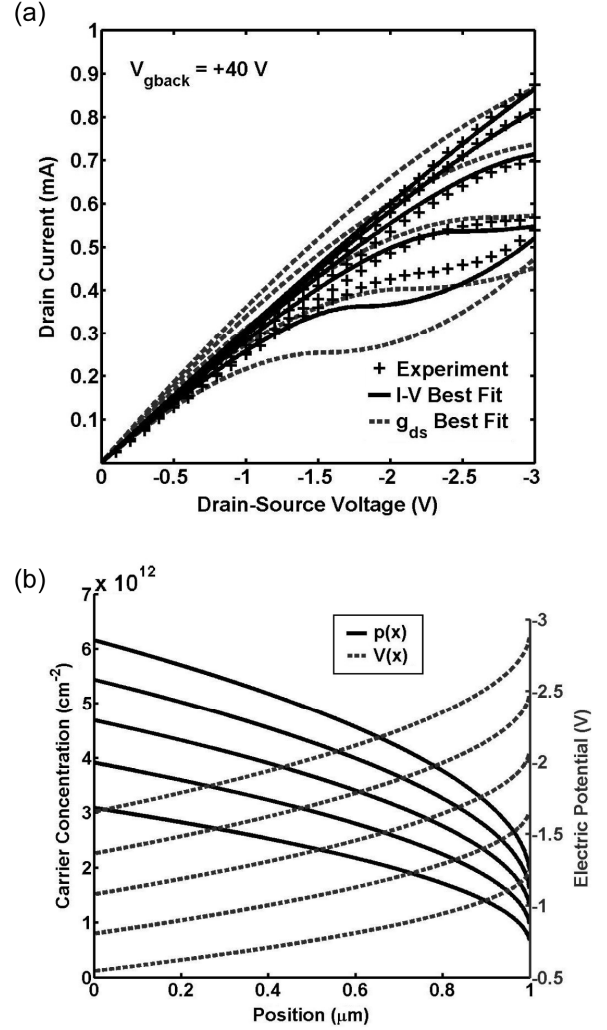 (a)
1
0.9
0.8
0.7
0.6
0.5
0.4
0.3
0.2
0.1
Drain Current (mA)
V_gback = +40 V
+ Experiment
I-V Best Fit
g_ds Best Fit
0 -0.5 -1 -1.5 -2 -2.5 -3
Drain-Source Voltage (V)
(b)
x 10^12
7
6
5
4
3
2
1
0
Carrier Concentration (cm^-2)
p(x)
V(x)
-3
-2.5
-2
-1.5
-1
-0.5
Electric Potential (V)
0 0.2 0.4 0.6 0.8 1
Position (μm)